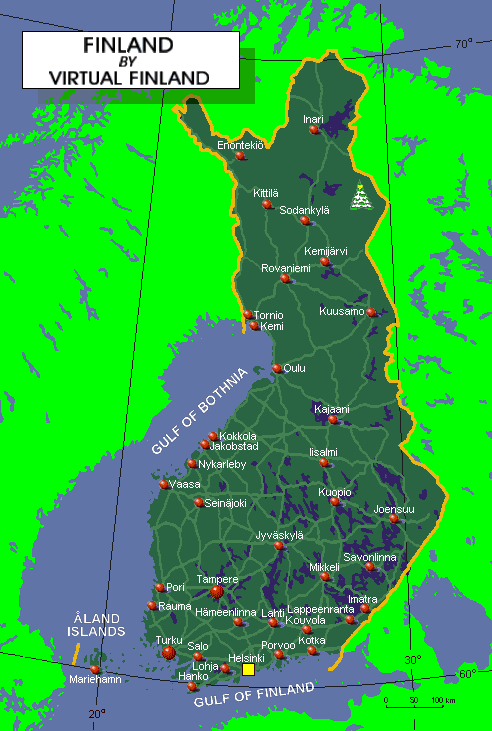 FINLAND
BY
VIRTUAL FINLAND
70°
Inari
Enontekiö
Kittilä
Sodankylä
Kemijärvi
Rovaniemi
Tornio
Kuusamo
Kemi
Oulu
GULF OF BOTHNIA
Kajaani
Kokkola
Jakobstad
Iisalmi
Nykarleby
Vaasa
Kuopio
Seinäjoki
Joensuu
Jyväskylä
Savonlinna
Mikkeli
Tampere
Pori
Imatra
Rauma
Hämeenlinna
Lahti
Lappeenranta
Kouvola
ÅLAND
ISLANDS
Turku
Salo
Porvoo
Kotka
Helsinki
Lohja
Mariehamn
Hanko
30°
60°
GULF OF FINLAND
0 50 100 km
20°